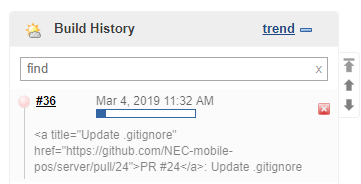 Build History
trend
find
x
#36
Mar 4, 2019 11:32 AM
<a title="Update .gitignore"
href="https://github.com/NEC-mobile-
pos/server/pull/24">PR #24</a>: Update .gitignore